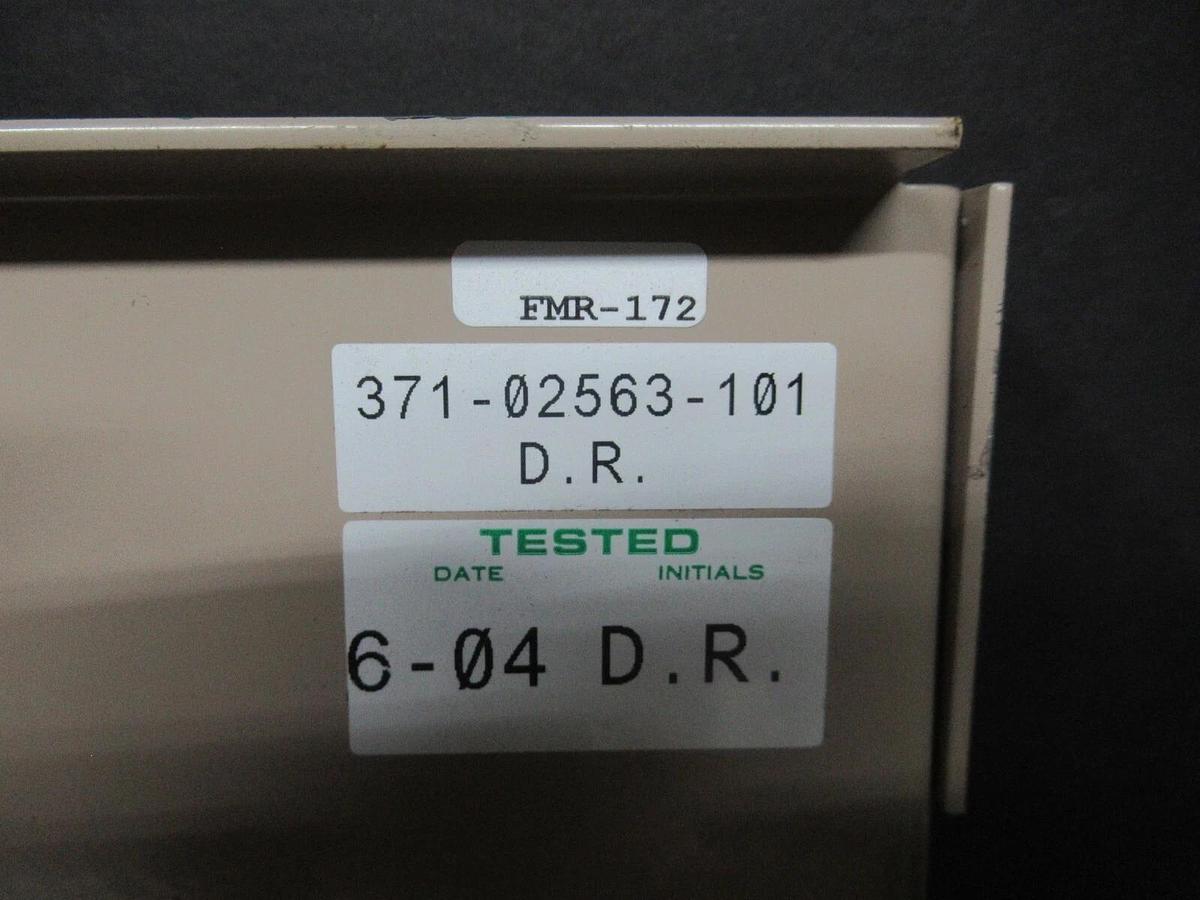 FMR-172
371-02563-101
D.R.
TESTED
DATE INITIALS
6-04 D.R.